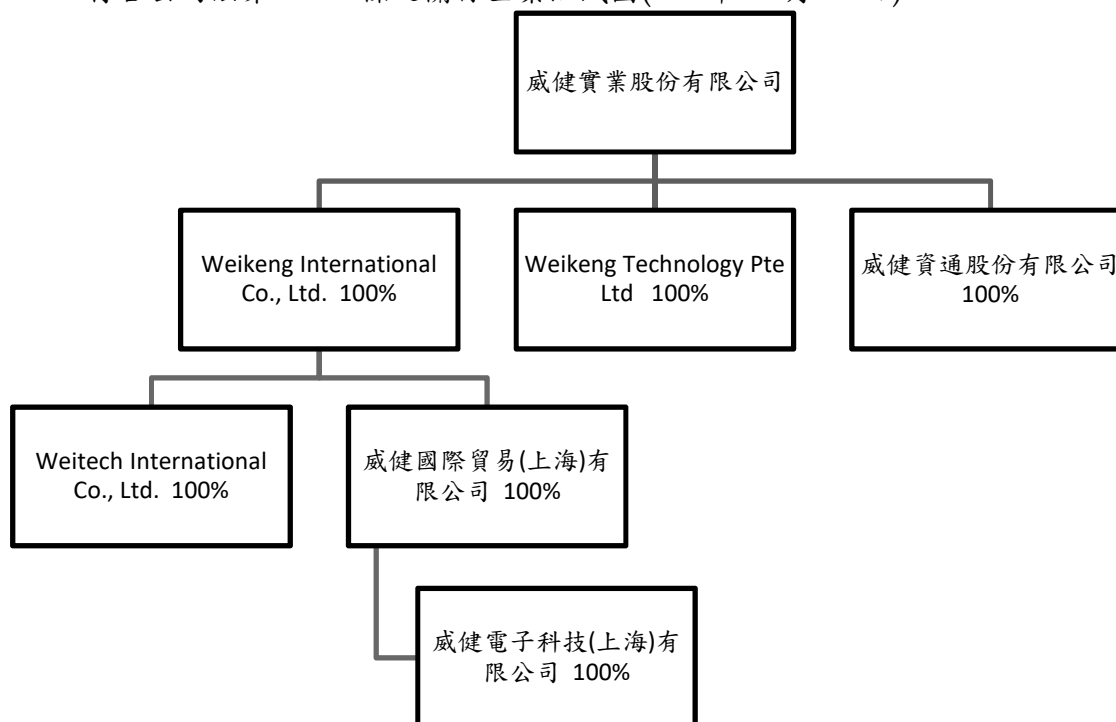 威健實業股份有限公司
Weikeng International
Co., Ltd. 100%
Weikeng Technology Pte
Ltd 100%
威健資通股份有限公司
100%
Weitech International
Co., Ltd. 100%
威健國際貿易(上海)有
限公司 100%
威健電子科技(上海)有
限公司 100%